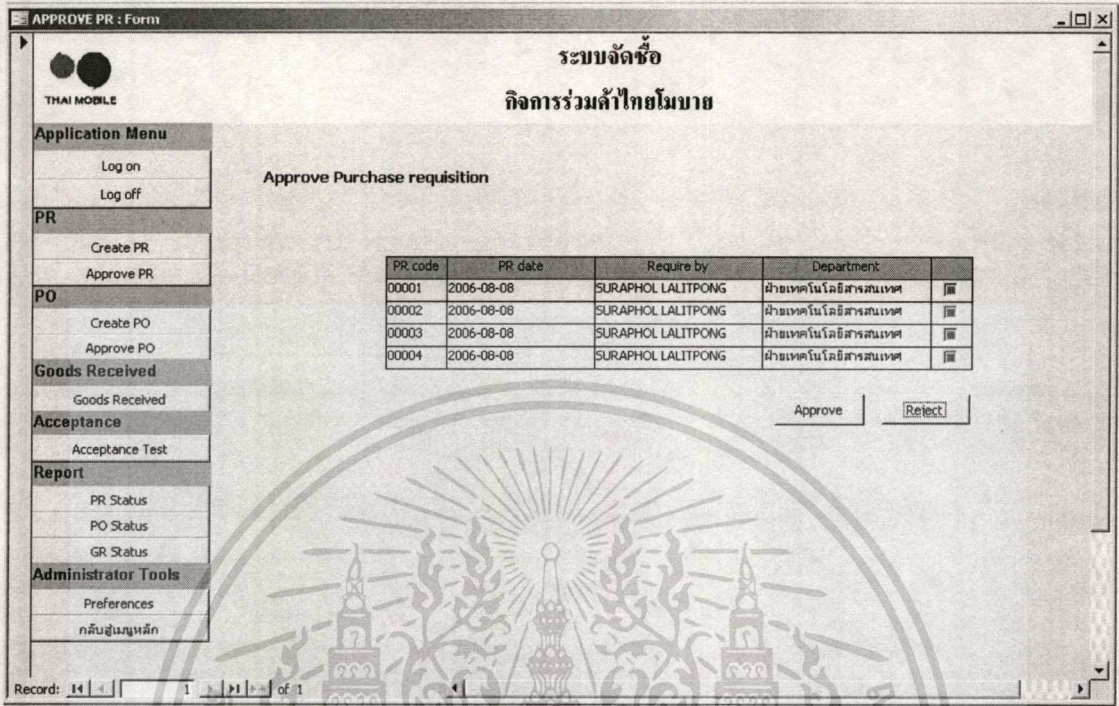 APPROVE PR : Form
THAI MOBILE
ระบบจัดซื้อ
กิจการร่วมค้าไทยโมบาย
Application Menu
Log on
Log off
PR
Create PR
Approve PR
PO
Create PO
Approve PO
Goods Received
Goods Received
Acceptance
Acceptance Test
Report
PR Status
PO Status
GR Status
Administrator Tools
Preferences
กลับสู่เมนูหลัก
Approve Purchase requisition
PR code PR date Require by Department
00001 2006-08-08 SURAPHOL LALITPONG ฝ่ายเทคโนโลยีสารสนเทศ
00002 2006-08-08 SURAPHOL LALITPONG ฝ่ายเทคโนโลยีสารสนเทศ
00003 2006-08-08 SURAPHOL LALITPONG ฝ่ายเทคโนโลยีสารสนเทศ
00004 2006-08-08 SURAPHOL LALITPONG ฝ่ายเทคโนโลยีสารสนเทศ
Approve Reject
Record: 1 of 1